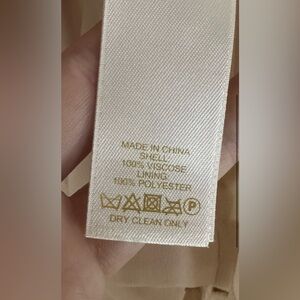 MADE IN CHINA
SHELL:
100% VISCOSE
LINING:
100% POLYESTER
P
DRY CLEAN ONLY